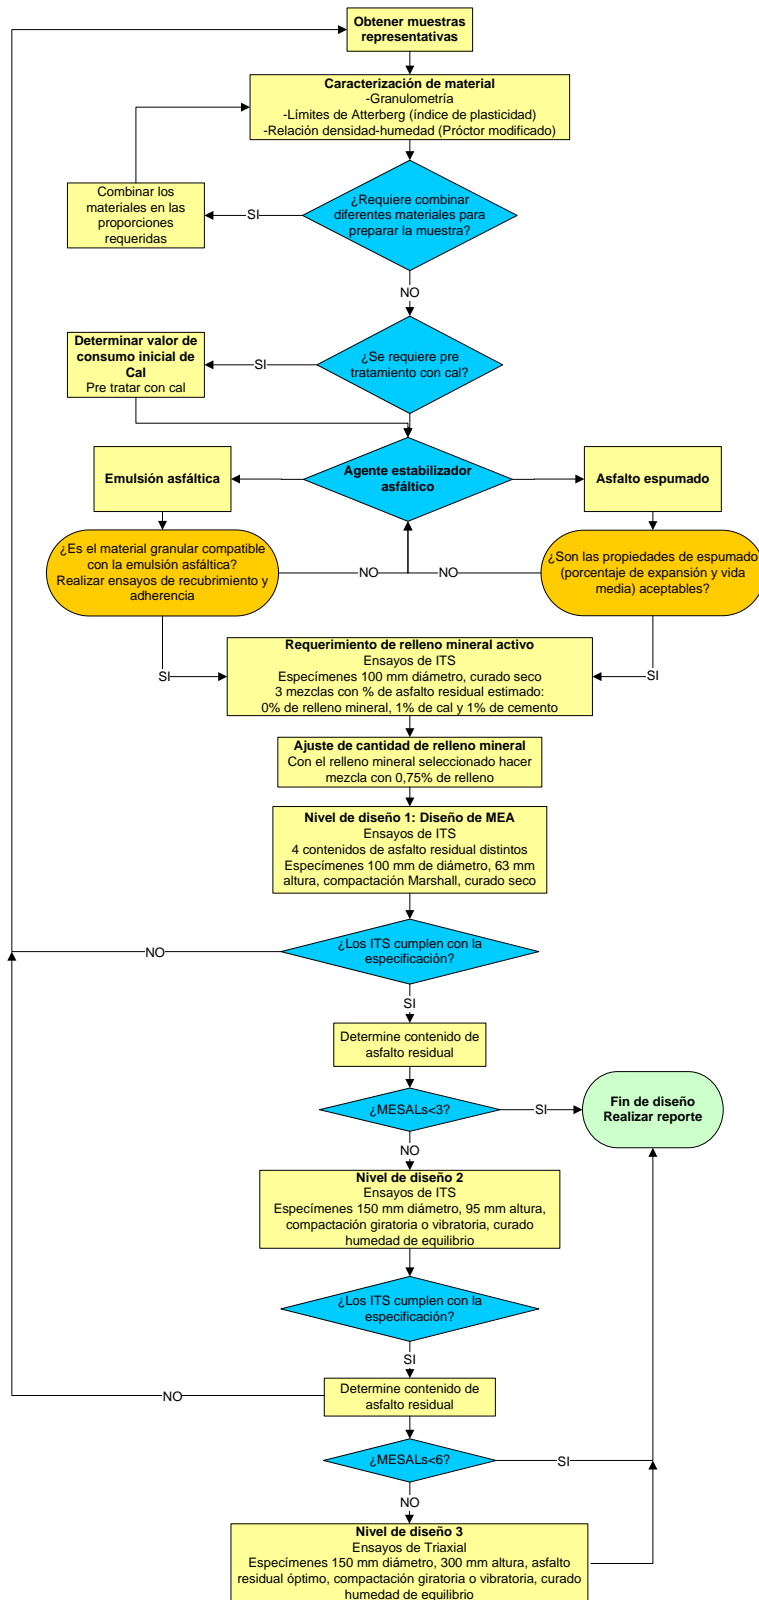 Obtener muestras
representativas
Caracterización de material
-Granulometría
-Límites de Atterberg (índice de plasticidad)
-Relación densidad-humedad (Próctor modificado)
Combinar los
materiales en las
proporciones
requeridas
SI
¿Requiere combinar
diferentes materiales para
preparar la muestra?
NO
Determinar valor de
consumo inicial de
Cal
Pre tratar con cal
SI
¿Se requiere pre
tratamiento con cal?
Emulsión asfáltica
Agente estabilizador
asfáltico
Asfalto espumado
¿Es el material granular compatible
con la emulsión asfáltica?
Realizar ensayos de recubrimiento y
adherencia
NO
NO
¿Son las propiedades de espumado
(porcentaje de expansión y vida
media) aceptables?
SI
SI
Requerimiento de relleno mineral activo
Ensayos de ITS
Especímenes 100 mm diámetro, curado seco
3 mezclas con % de asfalto residual estimado:
0% de relleno mineral, 1% de cal y 1% de cemento
Ajuste de cantidad de relleno mineral
Con el relleno mineral seleccionado hacer
mezcla con 0,75% de relleno
Nivel de diseño 1: Diseño de MEA
Ensayos de ITS
4 contenidos de asfalto residual distintos
Especímenes 100 mm de diámetro, 63 mm
altura, compactación Marshall, curado seco
NO
¿Los ITS cumplen con la
especificación?
SI
Determine contenido de
asfalto residual
¿MESALs<3?
SI
Fin de diseño
Realizar reporte
NO
Nivel de diseño 2
Ensayos de ITS
Especímenes 150 mm diámetro, 95 mm altura,
compactación giratoria o vibratoria, curado
humedad de equilibrio
¿Los ITS cumplen con la
especificación?
SI
NO
Determine contenido de
asfalto residual
¿MESALs<6?
SI
NO
Nivel de diseño 3
Ensayos de Triaxial
Especímenes 150 mm diámetro, 300 mm altura, asfalto
residual óptimo, compactación giratoria o vibratoria, curado
humedad de equilibrio